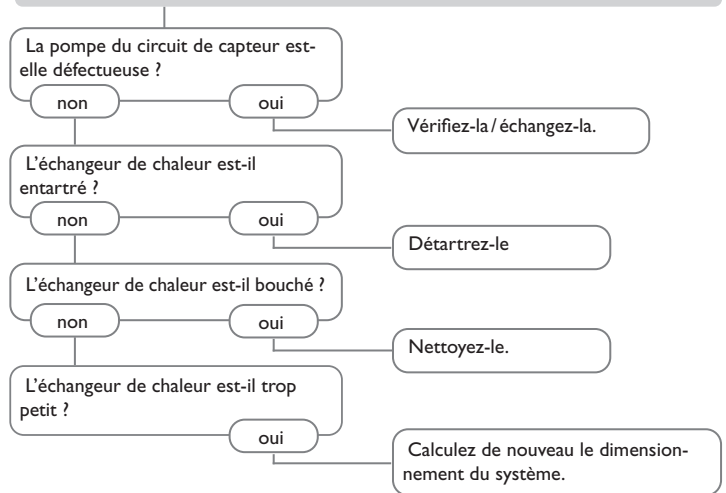 La pompe du circuit de capteur est-
elle défectueuse ?
non
oui
Vérifiez-la / échangez-la.
L'échangeur de chaleur est-il
entartré ?
non
oui
Détartrez-le
L'échangeur de chaleur est-il bouché ?
non
oui
Nettoyez-le.
L'échangeur de chaleur est-il trop
petit ?
oui
Calculez de nouveau le dimension-
nement du système.